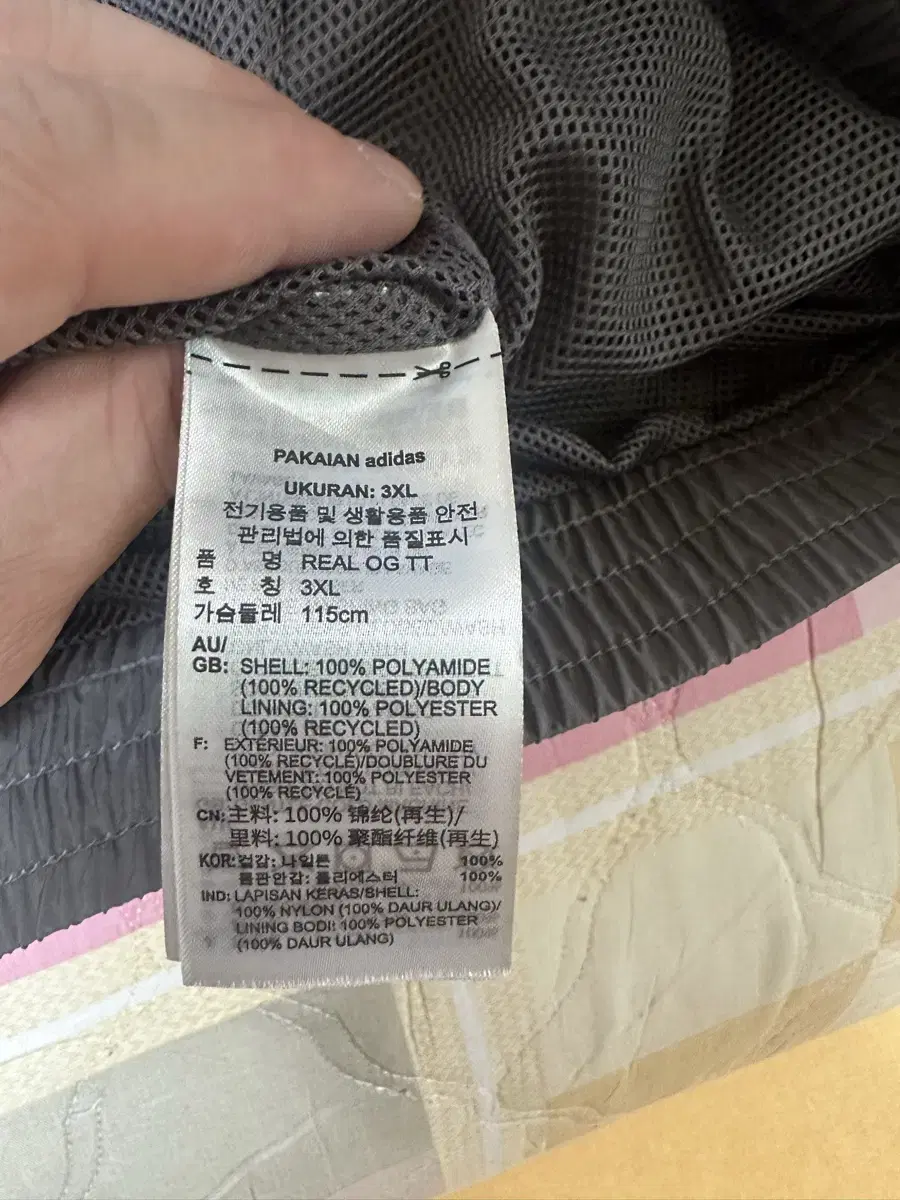 PAKAIAN adidas
UKURAN: 3XL
전기용품 및 생활용품 안전
관리법에 의한 품질표시
품 명 REAL OG TT
호 칭 3XL
가슴둘레 115cm
AU/
GB: SHELL: 100% POLYAMIDE
(100% RECYCLED)/BODY
LINING: 100% POLYESTER
(100% RECYCLED)
F: EXTÉRIEUR: 100% POLYAMIDE
(100% RECYCLÉ)/DOUBLURE DU
VETEMENT: 100% POLYESTER
(100% RECYCLÉ)
CN: 主料: 100% 锦纶(再生)/
里料: 100% 聚酯纤维(再生)
KOR: 겉감: 나일론 100%
몸판안감: 폴리에스터 100%
IND: LAPISAN KERAS/SHELL:
100% NYLON (100% DAUR ULANG)/
LINING BODI: 100% POLYESTER
(100% DAUR ULANG)